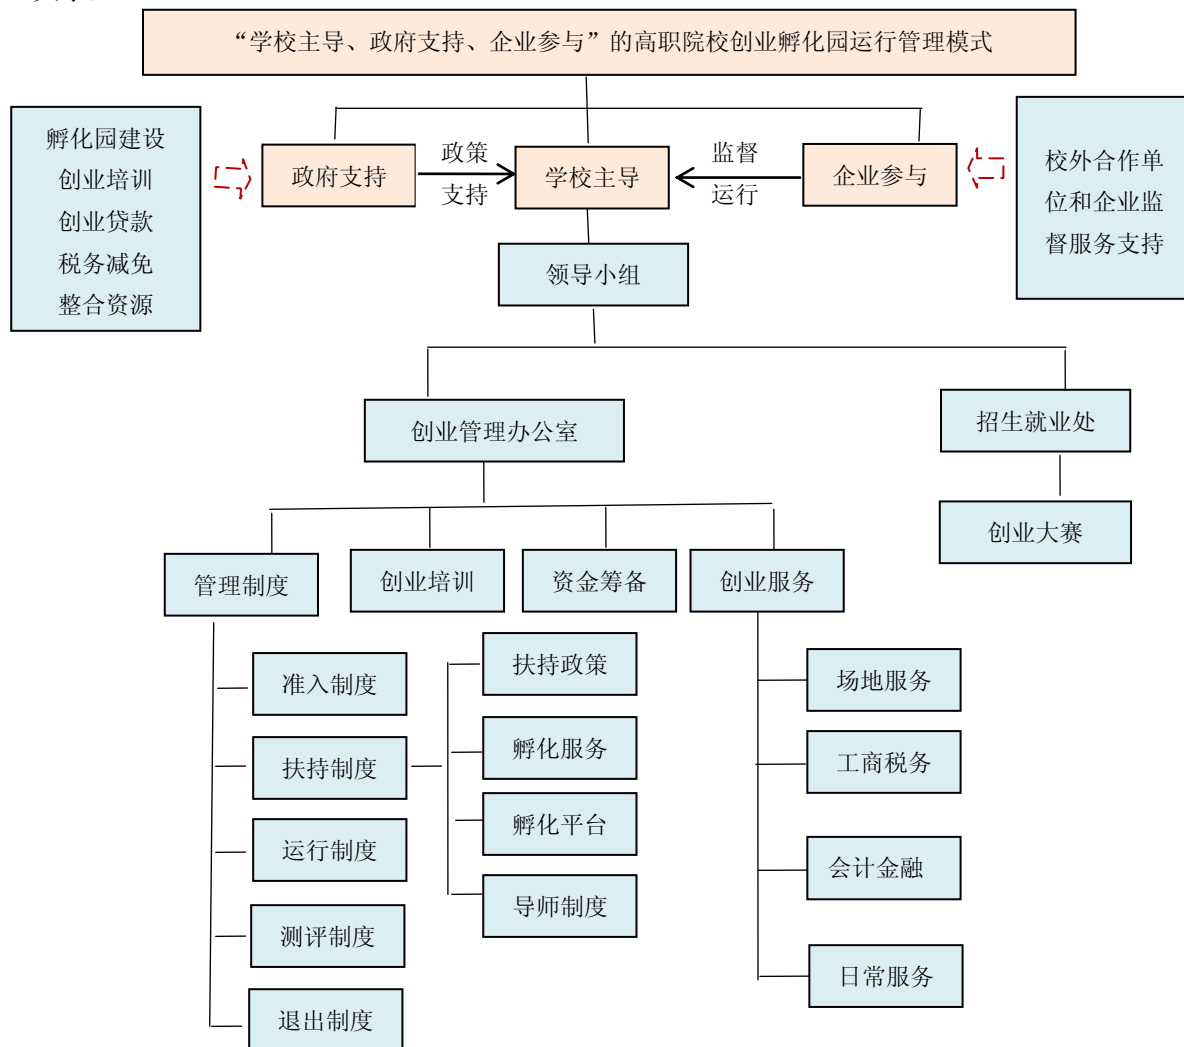 “学校主导、政府支持、企业参与”的高职院校创业孵化园运行管理模式
孵化园建设
创业培训
创业贷款
税务减免
整合资源
政府支持
政策
支持
学校主导
监督
运行
企业参与
校外合作单
位和企业监
督服务支持
领导小组
创业管理办公室
招生就业处
创业大赛
管理制度
创业培训
资金筹备
创业服务
准入制度
扶持制度
运行制度
测评制度
退出制度
扶持政策
孵化服务
孵化平台
导师制度
场地服务
工商税务
会计金融
日常服务